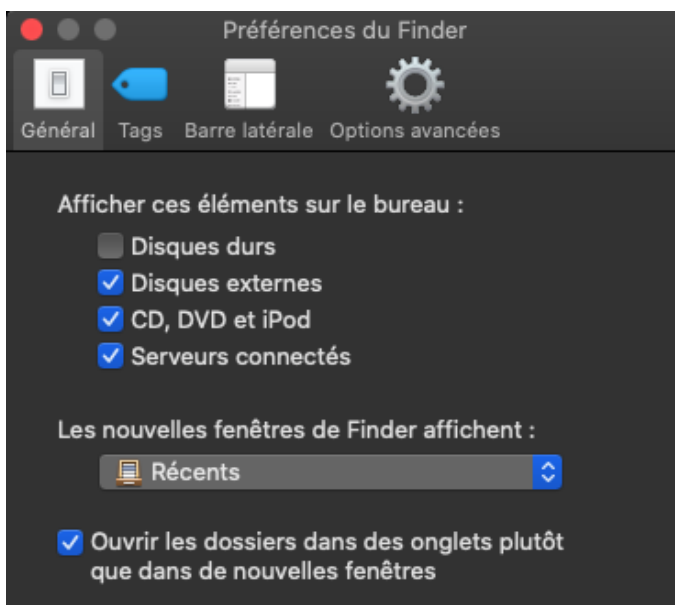 Préférences du Finder
Général Tags Barre latérale Options avancées
Afficher ces éléments sur le bureau :
Disques durs
Disques externes
CD, DVD et iPod
Serveurs connectés
Les nouvelles fenêtres de Finder affichent :
Récents
Ouvrir les dossiers dans des onglets plutôt
que dans de nouvelles fenêtres